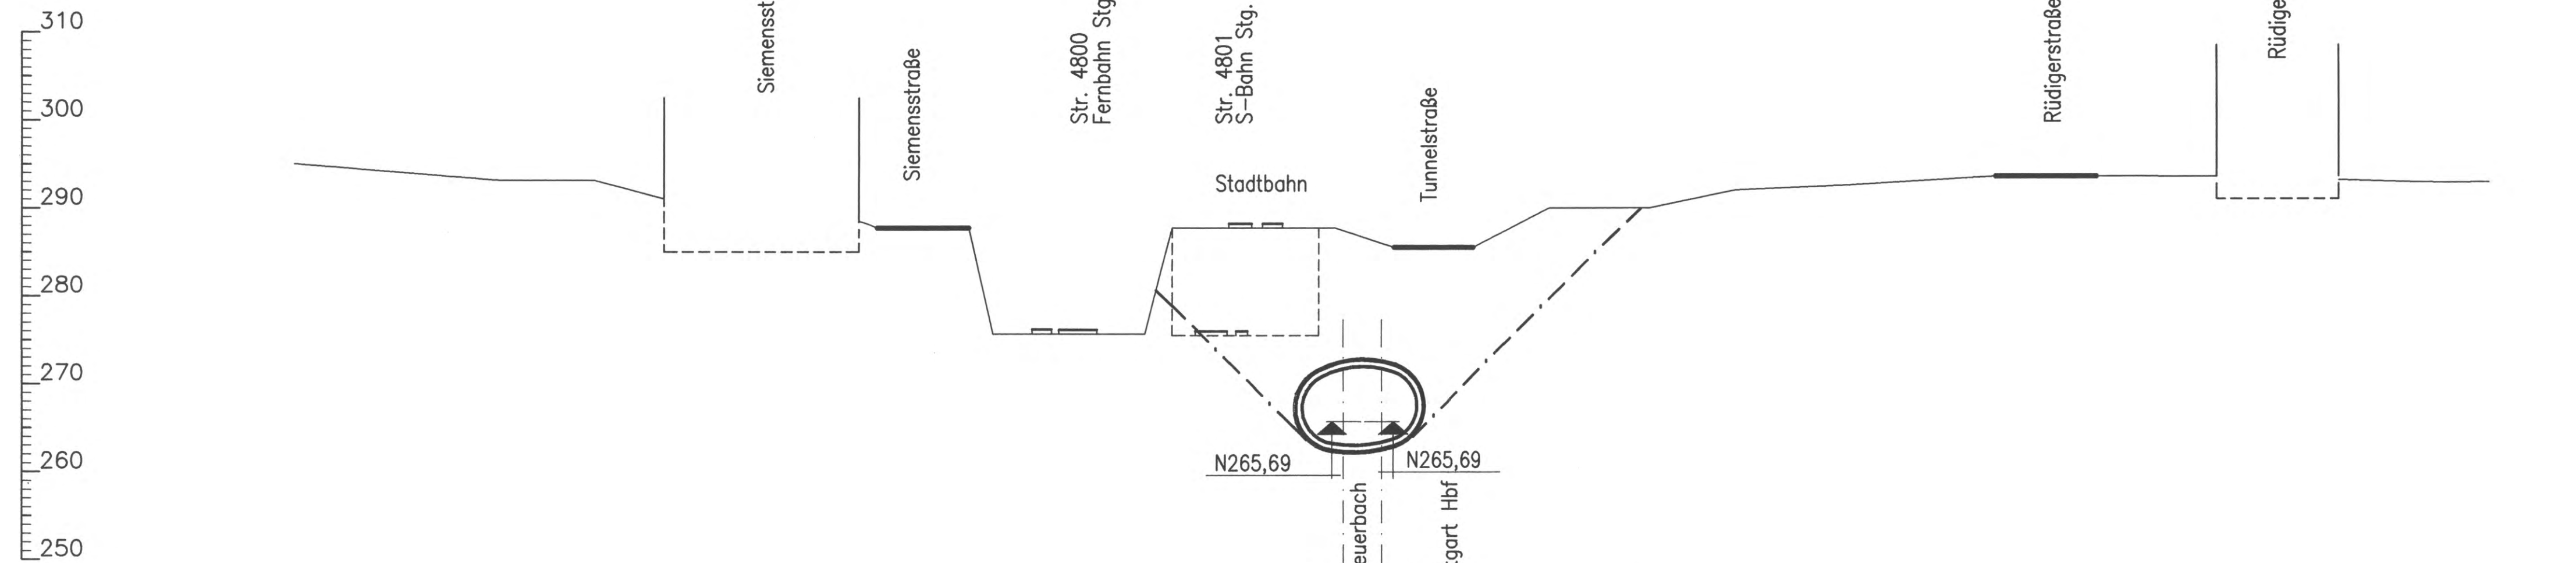 310
300
290
280
270
260
250
Siemensst
Siemensstraße
Str. 4800
Fernbahn Stg
Str. 4801
S-Bahn Stg.
Stadtbahn
Tunnelstraße
Rüdigerstraße
Rüdige
N265,69
N265,69
euerbach
tgart Hbf